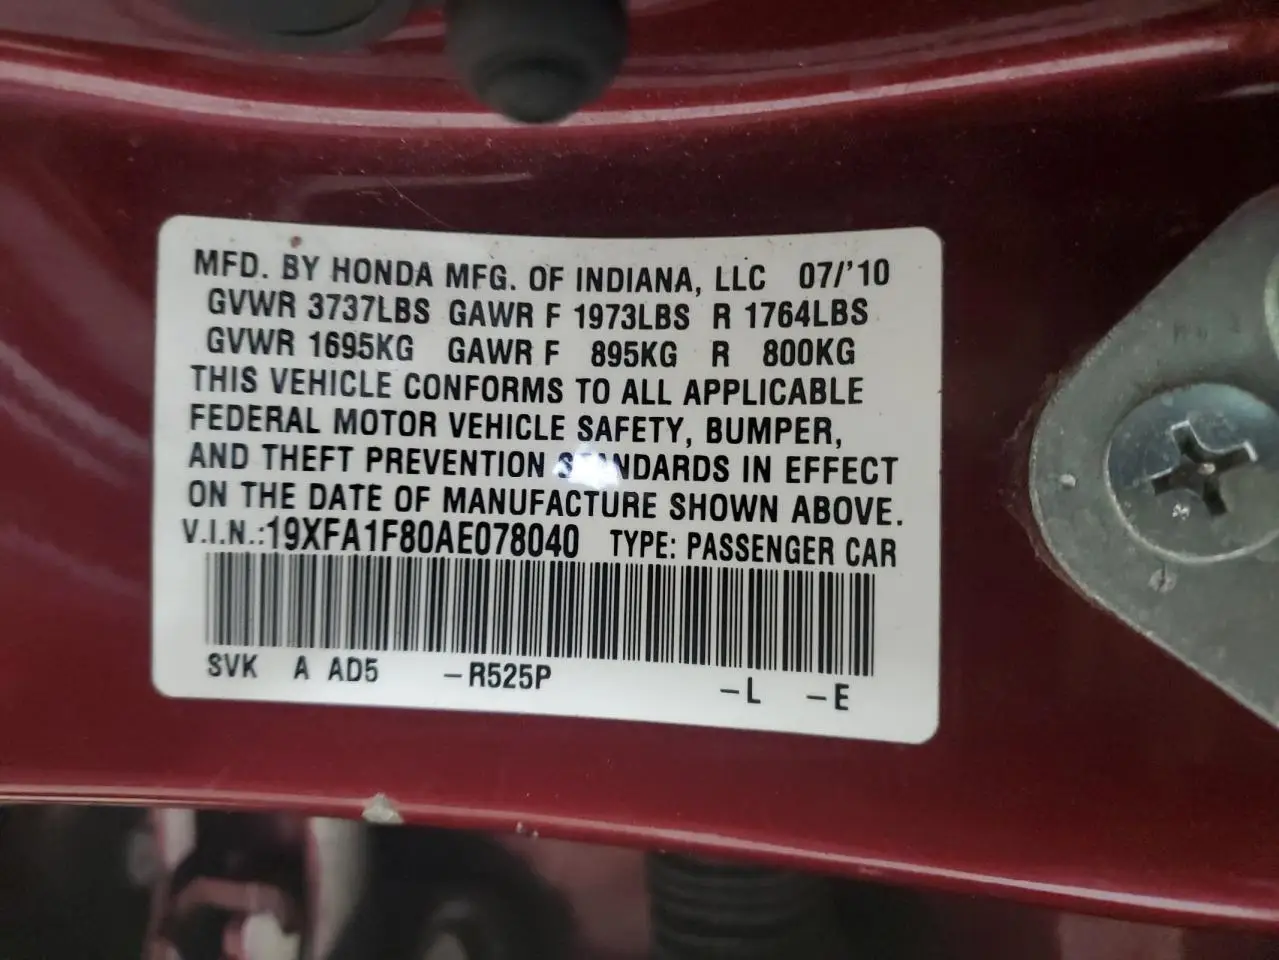 MFD. BY HONDA MFG. OF INDIANA, LLC 07/'10
GVWR 3737LBS GAWR F 1973LBS R 1764LBS
GVWR 1695KG GAWR F 895KG R 800KG
THIS VEHICLE CONFORMS TO ALL APPLICABLE
FEDERAL MOTOR VEHICLE SAFETY, BUMPER,
AND THEFT PREVENTION STANDARDS IN EFFECT
ON THE DATE OF MANUFACTURE SHOWN ABOVE.
V.I.N.:19XFA1F80AE078040 TYPE: PASSENGER CAR
SVK A AD5 –R525P –L –E